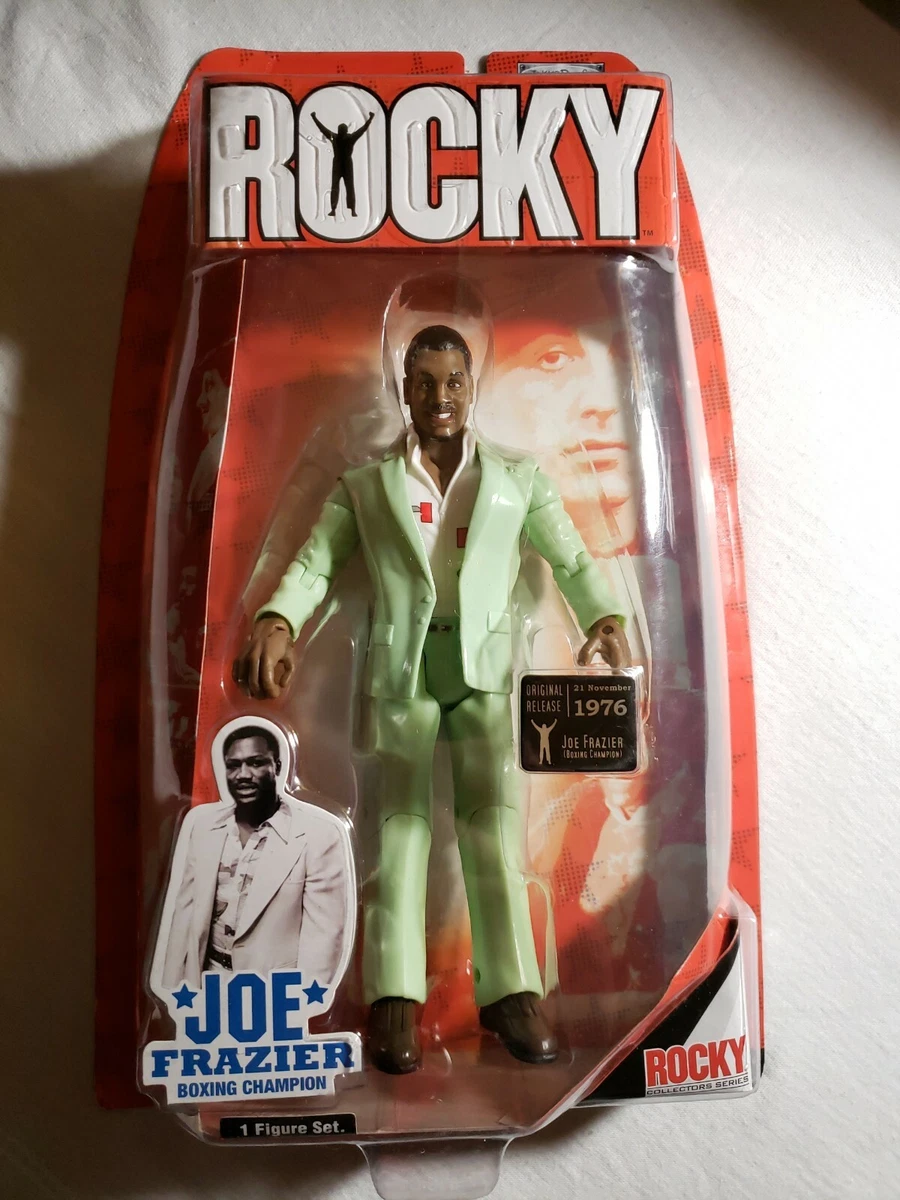 ROCKY
TM
ORIGINAL RELEASE
21 November
1976
JOE FRAZIER
(BOXING CHAMPION)
JOE
FRAZIER
BOXING CHAMPION
ROCKY
COLLECTORS SERIES
1 Figure Set.